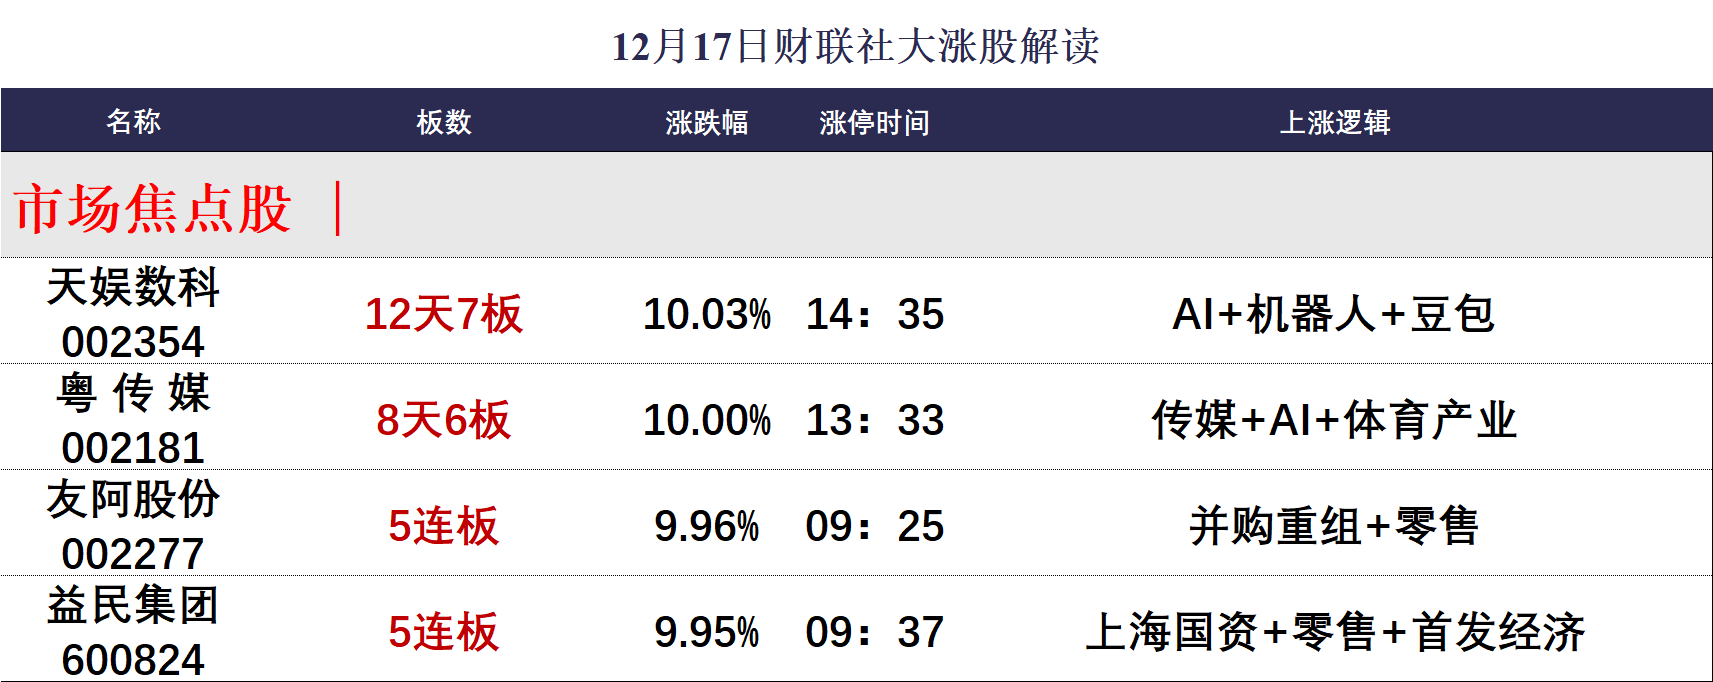 12月17日财联社大涨股解读
名称 板数 涨跌幅 涨停时间 上涨逻辑
市场焦点股 ｜
天娱数科
002354 12天7板 10.03% 14：35 AI+机器人+豆包
粤 传 媒
002181 8天6板 10.00% 13：33 传媒+AI+体育产业
友阿股份
002277 5连板 9.96% 09：25 并购重组+零售
益民集团
600824 5连板 9.95% 09：37 上海国资+零售+首发经济